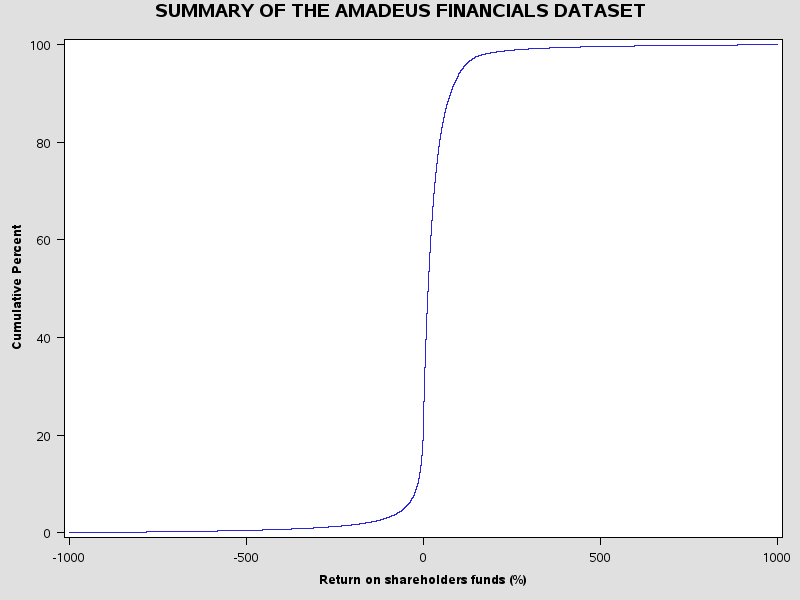 SUMMARY OF THE AMADEUS FINANCIALS DATASET
100
80
60
40
20
0
Cumulative Percent
-1000 -500 0 500 1000
Return on shareholders funds (%)